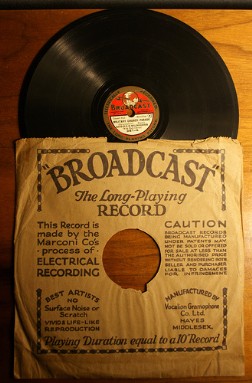 "BROADCAST"
The Long-Playing
RECORD
This Record is
made by the
Marconi Co's
process of
ELECTRICAL
RECORDING
CAUTION
BROADCAST RECORDS
BEING MANUFACTURED
UNDER PATENTS MAY
NOT BE SOLD OR OFFERED
FOR SALE AT LESS THAN
THE AUTHORISED PRICE
WITHOUT RENDERING BOTH
SELLER AND PURCHASER
LIABLE TO DAMAGES
FOR INFRINGEMENT
BEST ARTISTS
NO
Surface Noise or
Scratch
VIVID LIFE-LIKE
REPRODUCTION
MANUFACTURED BY
Vocalion Gramophone
Co. Ltd.
HAYES
MIDDLESEX.
Playing Duration equal to a 10 Record